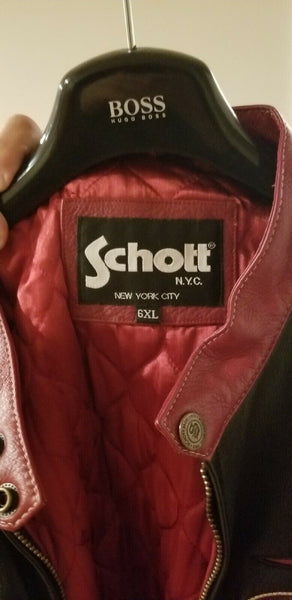 BOSS
HUGO BOSS
Schott®
N.Y.C.
NEW YORK CITY
6XL